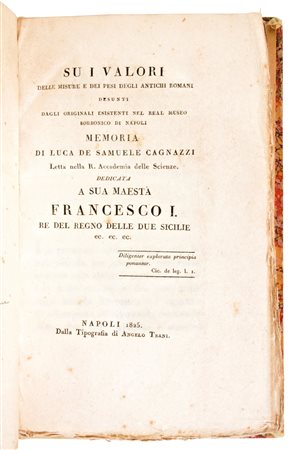 SU I VALORI
DELLE MISURE E DEI PESI DEGLI ANTICHI ROMANI
DESUNTI
DAGLI ORIGINALI ESISTENTI NEL REAL MUSEO
BORBONICO DI NAPOLI
MEMORIA
DI LUCA DE SAMUELE CAGNAZZI
Letta nella R. Accademia delle Scienze.
DEDICATA
A SUA MAESTÀ
FRANCESCO I.
RE DEL REGNO DELLE DUE SICILIE
ec. ec. ec.
Diligenter explorata principia
ponantur.
Cic. de leg. l. 1.
NAPOLI 1825.
Dalla Tipografia di ANGELO TRANI.